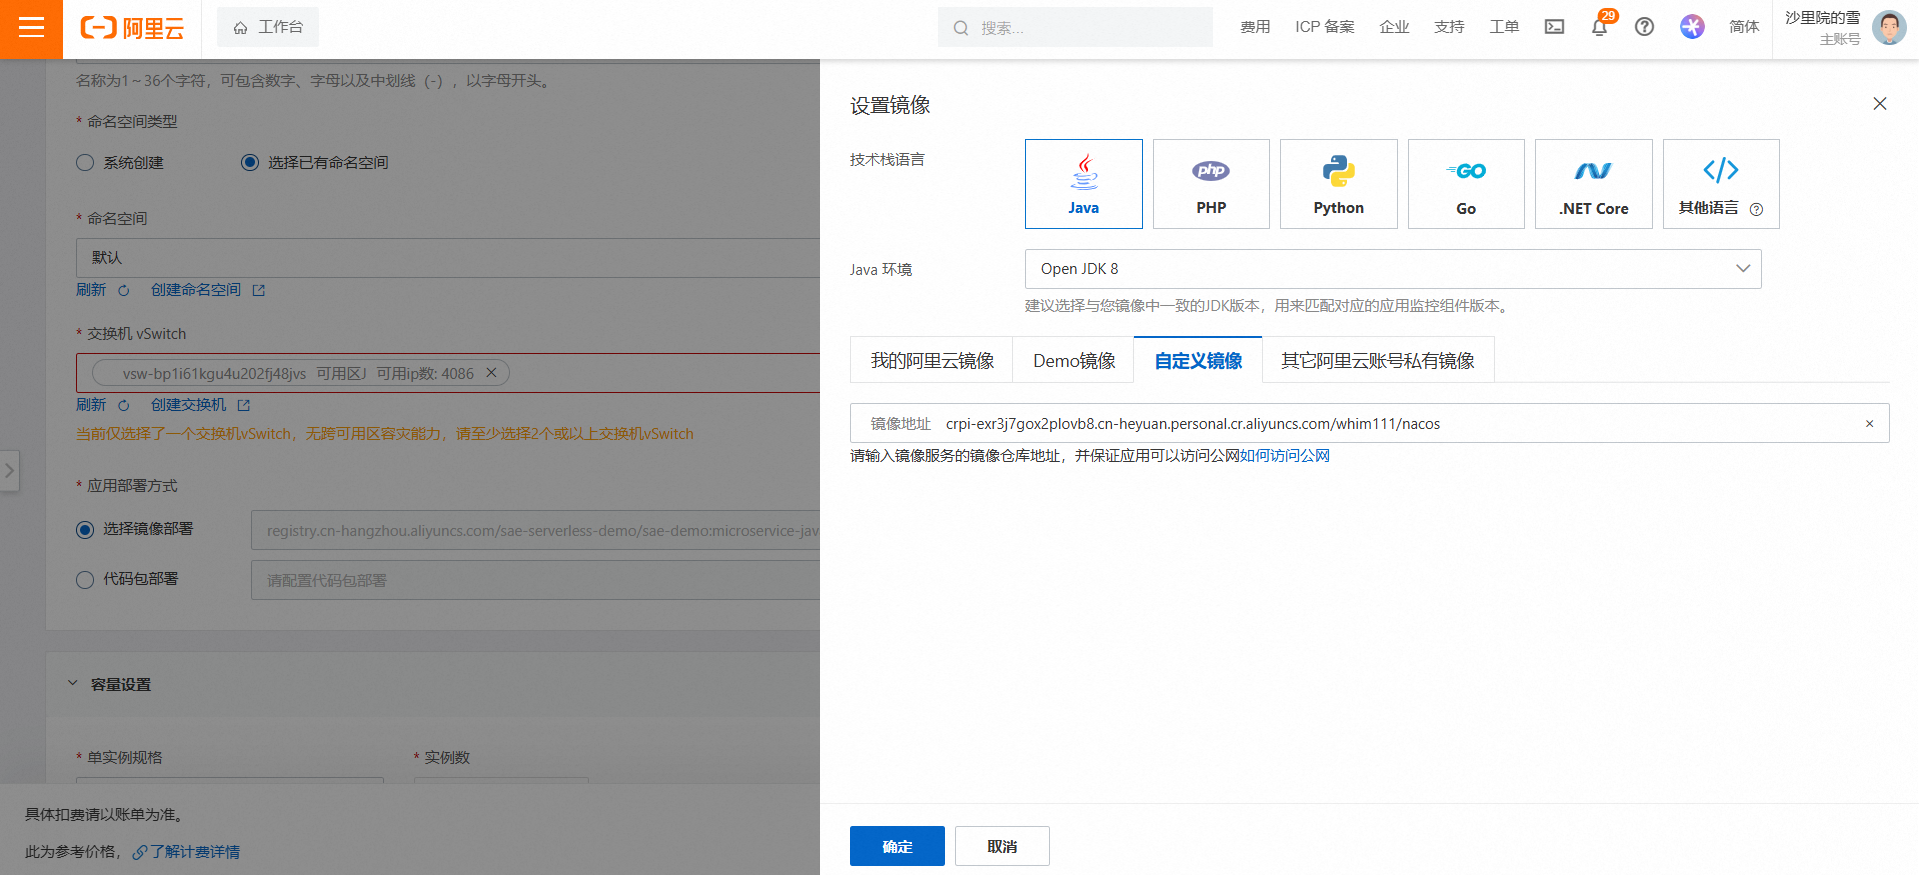 阿里云
工作台
搜索...
费用
ICP 备案
企业
支持
工单
29
简体
沙里院的雪
主账号
名称为1~36个字符，可包含数字、字母以及中划线（-），以字母开头。
* 命名空间类型
系统创建
选择已有命名空间
* 命名空间
默认
刷新
创建命名空间
* 交换机 vSwitch
vsw-bp1i61kgu4u202fj48jvs 可用区J 可用ip数: 4086
刷新
创建交换机
当前仅选择了一个交换机vSwitch，无跨可用区容灾能力，请至少选择2个或以上交换机vSwitch
* 应用部署方式
选择镜像部署
registry.cn-hangzhou.aliyuncs.com/sae-serverless-demo/sae-demo:microservice-jav
代码包部署
请配置代码包部署
容量设置
* 单实例规格
* 实例数
具体扣费请以账单为准。
此为参考价格，
了解计费详情
设置镜像
技术栈语言
Java
php
PHP
Python
GO
Go
.NET Core
其他语言
Java 环境
Open JDK 8
建议选择与您镜像中一致的JDK版本，用来匹配对应的应用监控组件版本。
我的阿里云镜像
Demo镜像
自定义镜像
其它阿里云账号私有镜像
镜像地址
crpi-exr3j7gox2plovb8.cn-heyuan.personal.cr.aliyuncs.com/whim111/nacos
请输入镜像服务的镜像仓库地址，并保证应用可以访问公网如何访问公网
确定
取消